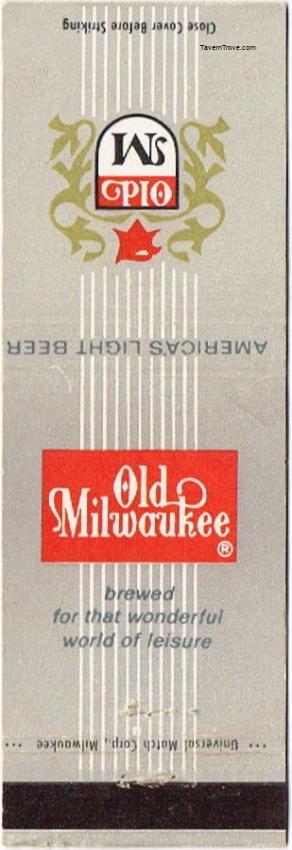 Close Cover Before Striking
TavernTrove.com
Old
M
AMERICA'S LIGHT BEER
Old
Milwaukee
®
brewed
for that wonderful
world of leisure
••• Universal Match Corp., Milwaukee •••